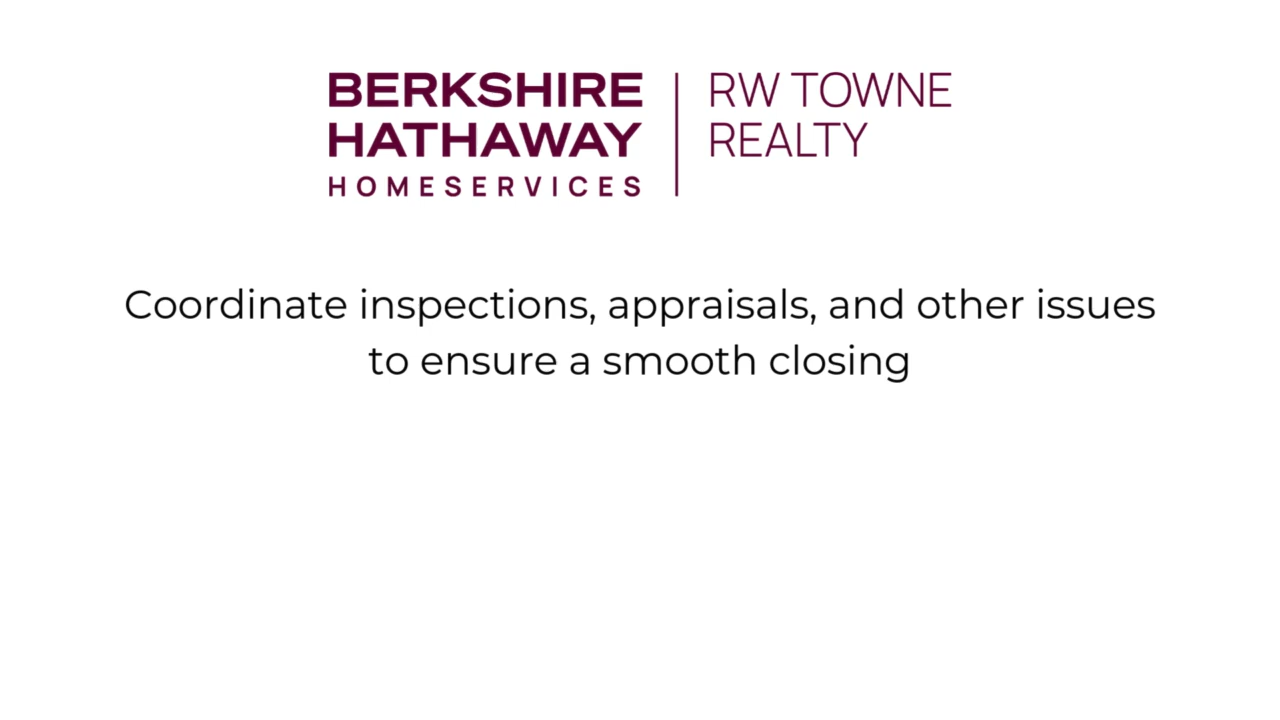 BERKSHIRE
HATHAWAY
HOMESERVICES
RW TOWNE
REALTY
Coordinate inspections, appraisals, and other issues
to ensure a smooth closing